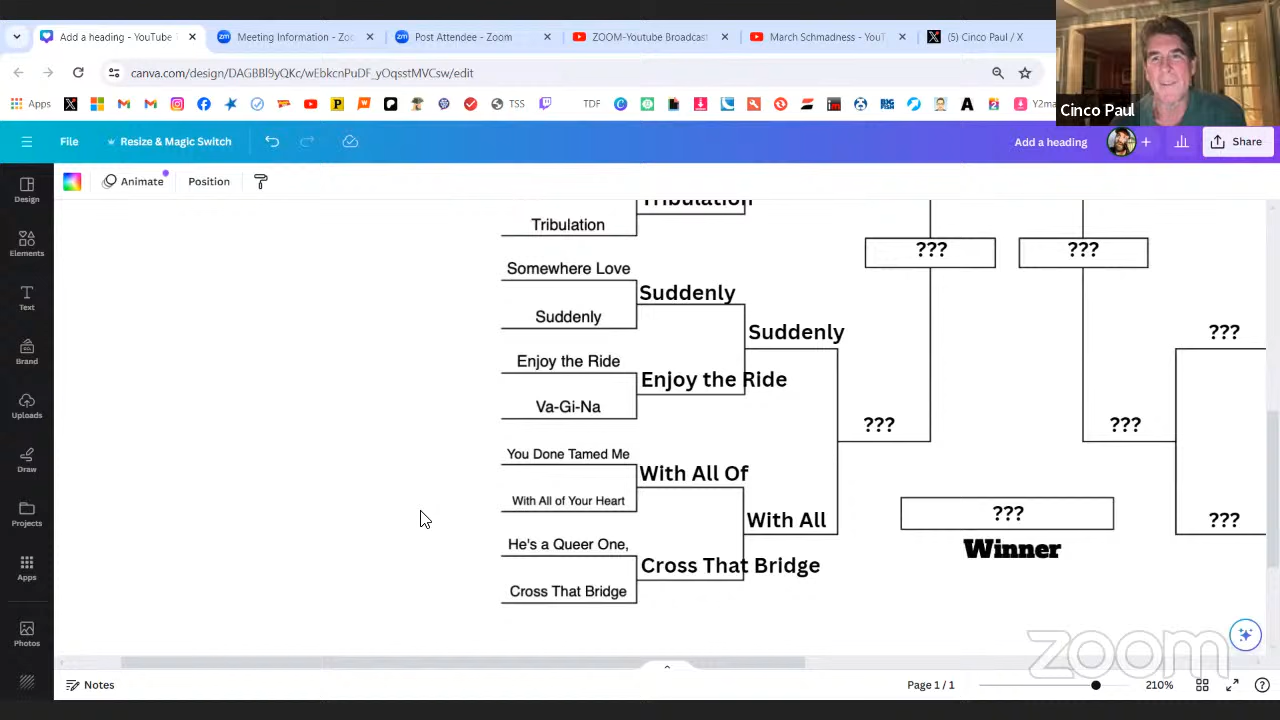 Add a heading - YouTube
Meeting Information - Zoo
Post Attendee - Zoom
ZOOM-Youtube Broadcast
March Schmadness - YouT
(5) Cinco Paul / X
canva.com/design/DAGBBl9yQKc/wEbkcnPuDF_yOqsstMVCsw/edit
Apps
TSS
TDF
Y2ma
Cinco Paul
File
Resize & Magic Switch
Add a heading
Share
Animate
Position
Design
Elements
Text
Brand
Uploads
Draw
Projects
Apps
Photos
Tribulation
Tribulation
Somewhere Love
Suddenly
Suddenly
Suddenly
Enjoy the Ride
Enjoy the Ride
Va-Gi-Na
You Done Tamed Me
With All Of
With All of Your Heart
With All
He's a Queer One,
Cross That Bridge
Cross That Bridge
???
???
???
???
???
???
???
Winner
zoom
Notes
Page 1 / 1
210%